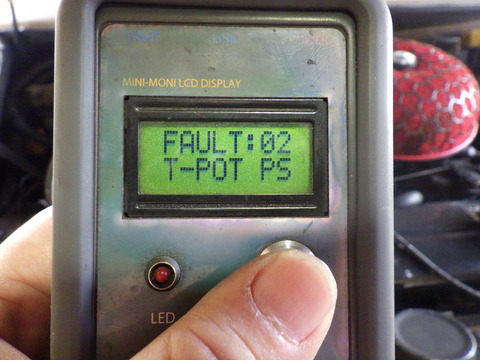 MINI-MONI LCD DISPLAY
FAULT:02
T-POT PS
LED